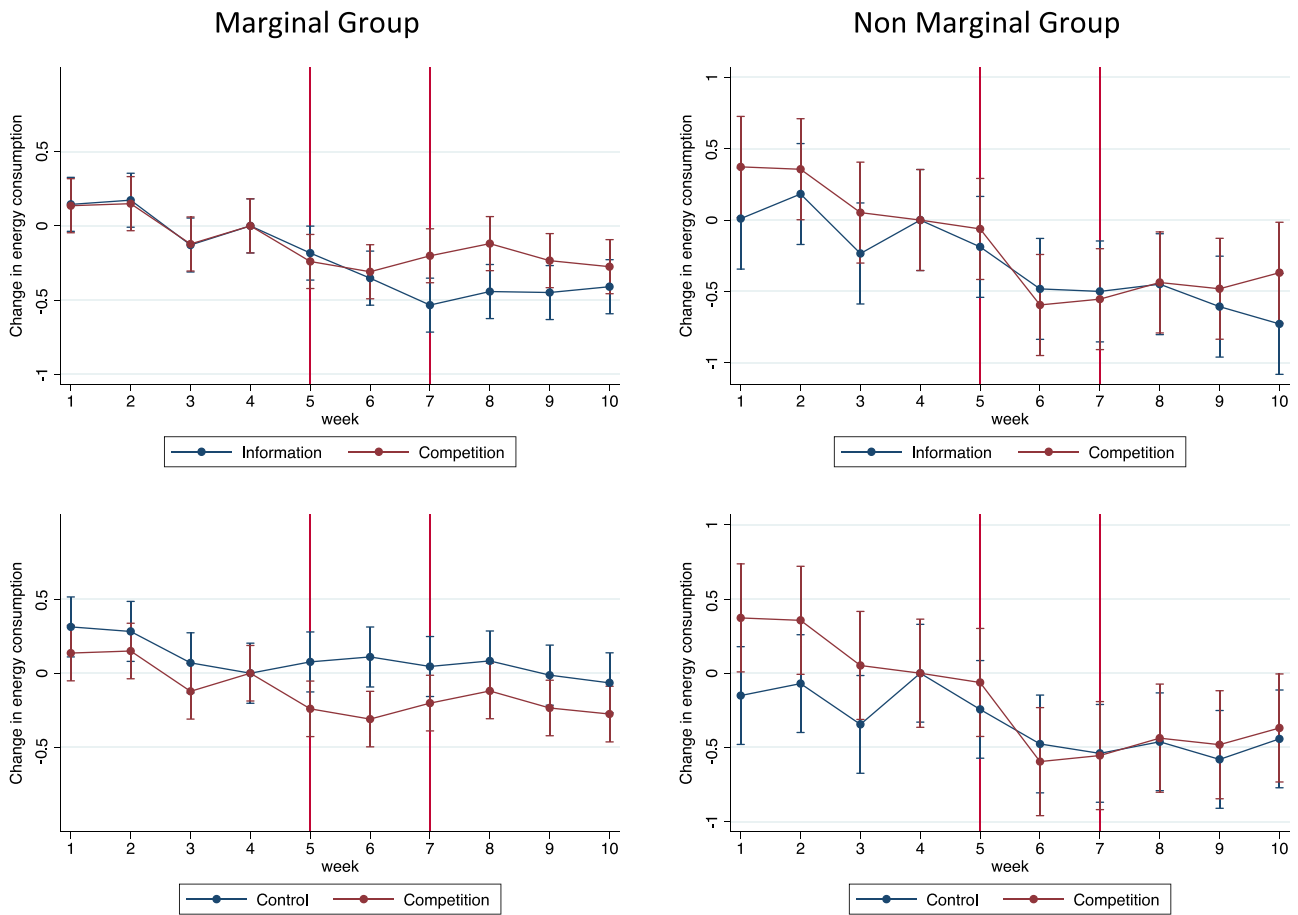 Marginal Group
Non Marginal Group
Change in energy consumption
0.5
0
-0.5
-1
1 2 3 4 5 6 7 8 9 10
week
Information Competition
Change in energy consumption
1
0.5
0
-0.5
-1
1 2 3 4 5 6 7 8 9 10
week
Information Competition
Change in energy consumption
0.5
0
-0.5
1 2 3 4 5 6 7 8 9 10
week
Control Competition
Change in energy consumption
1
0.5
0
-0.5
-1
1 2 3 4 5 6 7 8 9 10
week
Control Competition